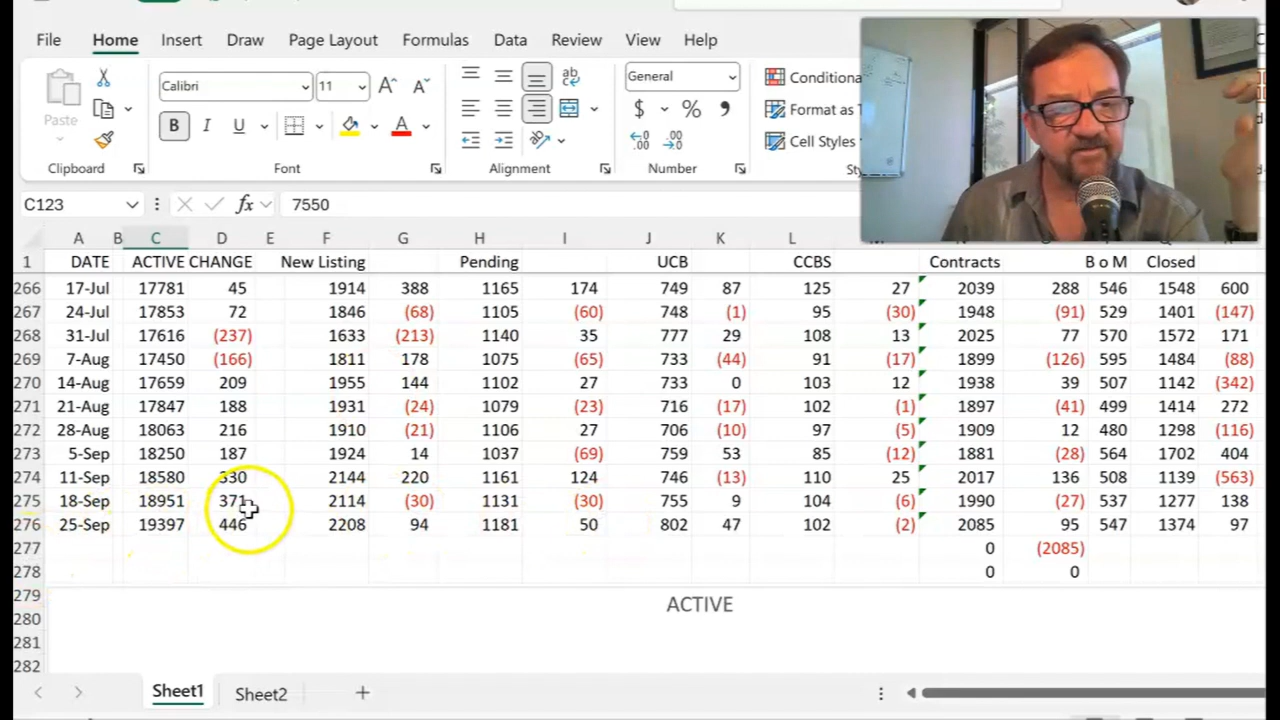 File Home Insert Draw Page Layout Formulas Data Review View Help
Calibri 11 General Conditiona
Paste B I U $ % , Format as T
Cell Styles
Clipboard Font Alignment Number
C123 fx 7550
A B C D E F G H I J K L
1 DATE ACTIVE CHANGE New Listing Pending UCB CCBS Contracts B o M Closed
266 17-Jul 17781 45 1914 388 1165 174 749 87 125 27 2039 288 546 1548 600
267 24-Jul 17853 72 1846 (68) 1105 (60) 748 (1) 95 (30) 1948 (91) 529 1401 (147)
268 31-Jul 17616 (237) 1633 (213) 1140 35 777 29 108 13 2025 77 570 1572 171
269 7-Aug 17450 (166) 1811 178 1075 (65) 733 (44) 91 (17) 1899 (126) 595 1484 (88)
270 14-Aug 17659 209 1955 144 1102 27 733 0 103 12 1938 39 507 1142 (342)
271 21-Aug 17847 188 1931 (24) 1079 (23) 716 (17) 102 (1) 1897 (41) 499 1414 272
272 28-Aug 18063 216 1910 (21) 1106 27 706 (10) 97 (5) 1909 12 480 1298 (116)
273 5-Sep 18250 187 1924 14 1037 (69) 759 53 85 (12) 1881 (28) 564 1702 404
274 11-Sep 18580 330 2144 220 1161 124 746 (13) 110 25 2017 136 508 1139 (563)
275 18-Sep 18951 371 2114 (30) 1131 (30) 755 9 104 (6) 1990 (27) 537 1277 138
276 25-Sep 19397 446 2208 94 1181 50 802 47 102 (2) 2085 95 547 1374 97
277 0 (2085)
278 0 0
279
280 ACTIVE
281
282
Sheet1 Sheet2